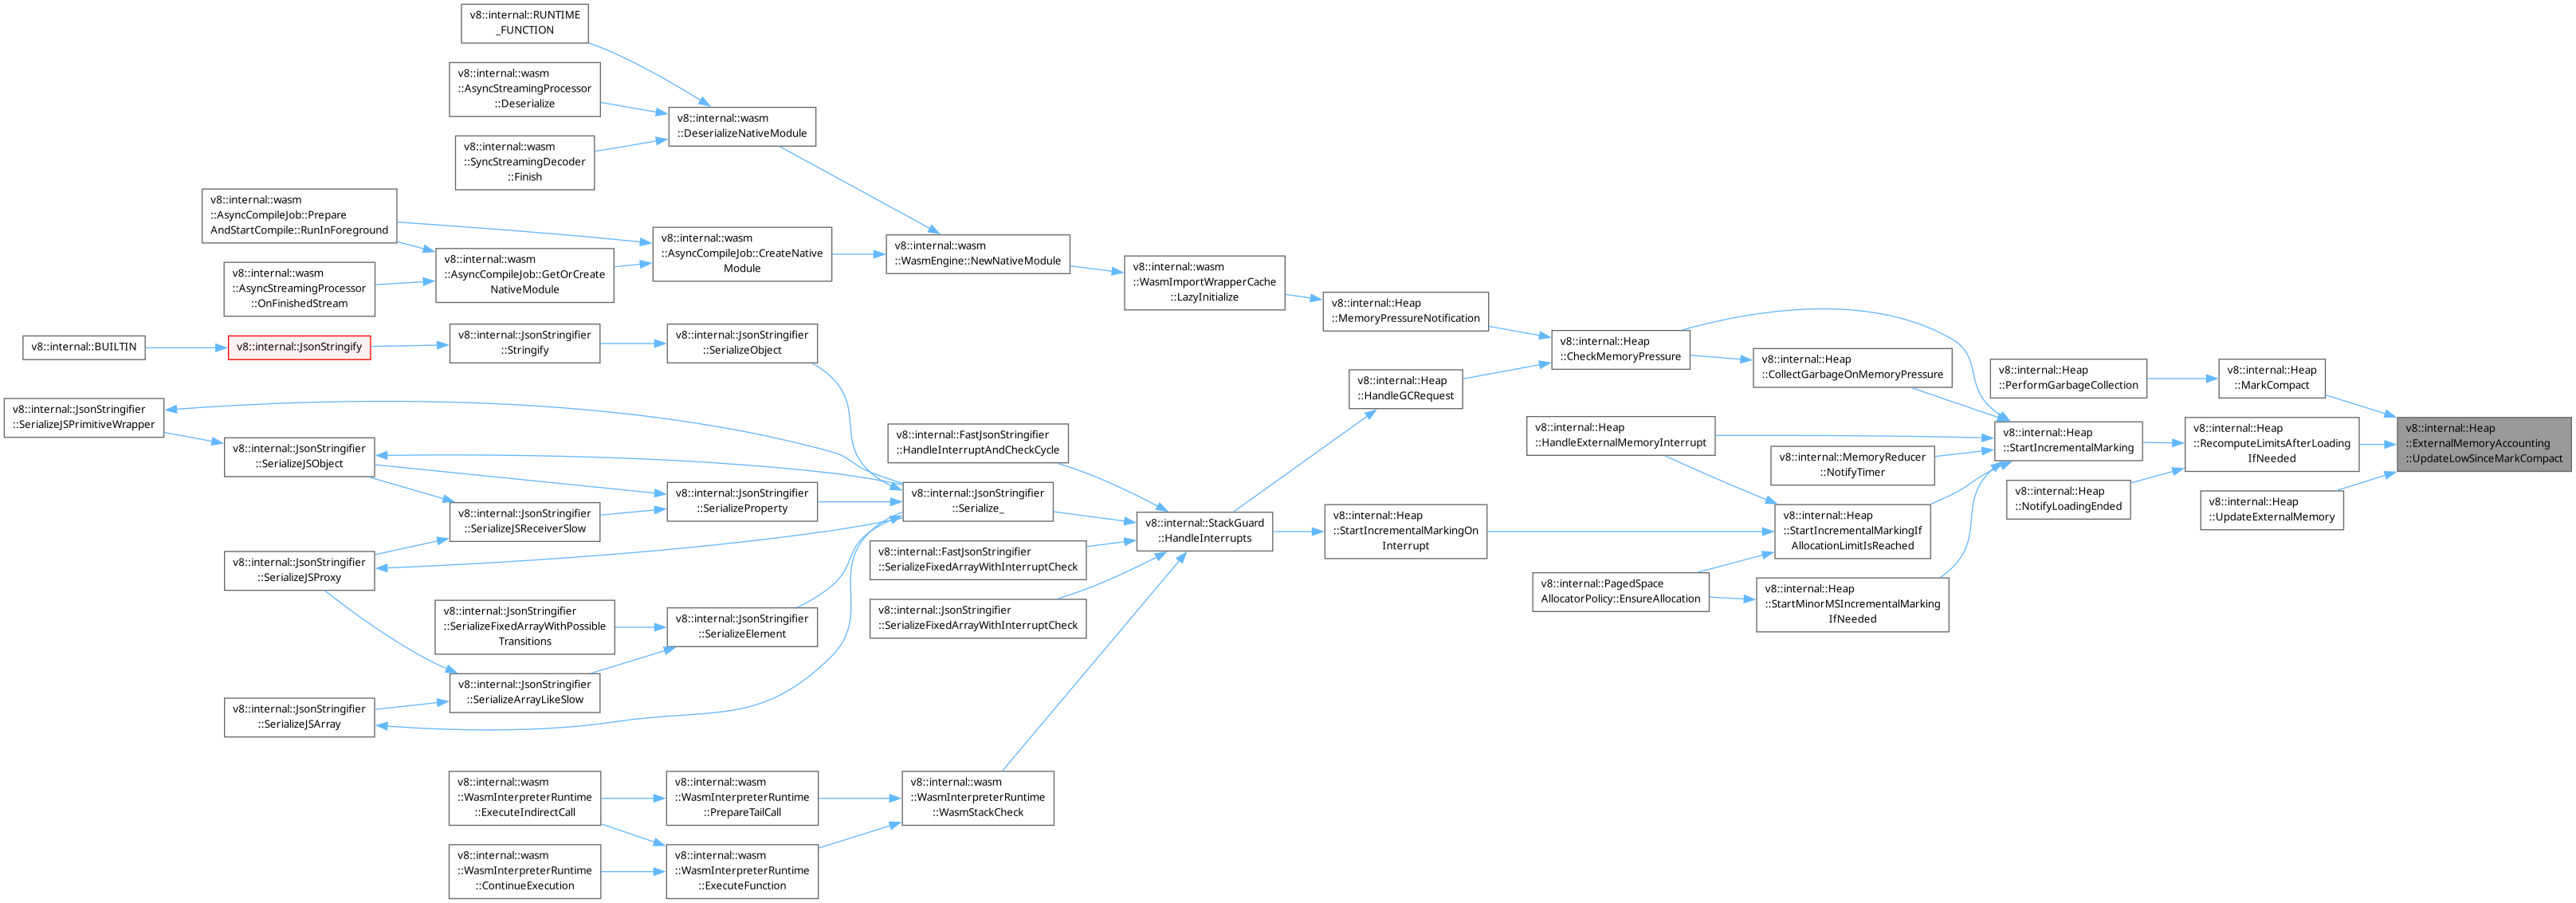 v8::internal::RUNTIME
_FUNCTION
v8::internal::wasm
::AsyncStreamingProcessor
::Deserialize
v8::internal::wasm
::DeserializeNativeModule
v8::internal::wasm
::SyncStreamingDecoder
::Finish
v8::internal::wasm
::AsyncCompileJob::Prepare
AndStartCompile::RunInForeground
v8::internal::wasm
::AsyncCompileJob::CreateNative
Module
v8::internal::wasm
::WasmEngine::NewNativeModule
v8::internal::wasm
::AsyncCompileJob::GetOrCreate
NativeModule
v8::internal::wasm
::AsyncStreamingProcessor
::OnFinishedStream
v8::internal::wasm
::WasmImportWrapperCache
::LazyInitialize
v8::internal::Heap
::MemoryPressureNotification
v8::internal::BUILTIN
v8::internal::JsonStringify
v8::internal::JsonStringifier
::Stringify
v8::internal::JsonStringifier
::SerializeObject
v8::internal::Heap
::CheckMemoryPressure
v8::internal::Heap
::CollectGarbageOnMemoryPressure
v8::internal::Heap
::HandleGCRequest
v8::internal::Heap
::PerformGarbageCollection
v8::internal::Heap
::MarkCompact
v8::internal::JsonStringifier
::SerializeJSPrimitiveWrapper
v8::internal::JsonStringifier
::SerializeJSObject
v8::internal::FastJsonStringifier
::HandleInterruptAndCheckCycle
v8::internal::Heap
::HandleExternalMemoryInterrupt
v8::internal::Heap
::StartIncrementalMarking
v8::internal::Heap
::RecomputeLimitsAfterLoading
IfNeeded
v8::internal::Heap
::ExternalMemoryAccounting
::UpdateLowSinceMarkCompact
v8::internal::MemoryReducer
::NotifyTimer
v8::internal::JsonStringifier
::SerializeProperty
v8::internal::JsonStringifier
::Serialize_
v8::internal::Heap
::NotifyLoadingEnded
v8::internal::Heap
::UpdateExternalMemory
v8::internal::JsonStringifier
::SerializeJSReceiverSlow
v8::internal::StackGuard
::HandleInterrupts
v8::internal::Heap
::StartIncrementalMarkingOn
Interrupt
v8::internal::Heap
::StartIncrementalMarkingIf
AllocationLimitIsReached
v8::internal::JsonStringifier
::SerializeJSProxy
v8::internal::FastJsonStringifier
::SerializeFixedArrayWithInterruptCheck
v8::internal::PagedSpace
AllocatorPolicy::EnsureAllocation
v8::internal::Heap
::StartMinorMSIncrementalMarking
IfNeeded
v8::internal::JsonStringifier
::SerializeFixedArrayWithInterruptCheck
v8::internal::JsonStringifier
::SerializeFixedArrayWithPossible
Transitions
v8::internal::JsonStringifier
::SerializeElement
v8::internal::JsonStringifier
::SerializeArrayLikeSlow
v8::internal::JsonStringifier
::SerializeJSArray
v8::internal::wasm
::WasmInterpreterRuntime
::ExecuteIndirectCall
v8::internal::wasm
::WasmInterpreterRuntime
::PrepareTailCall
v8::internal::wasm
::WasmInterpreterRuntime
::WasmStackCheck
v8::internal::wasm
::WasmInterpreterRuntime
::ContinueExecution
v8::internal::wasm
::WasmInterpreterRuntime
::ExecuteFunction